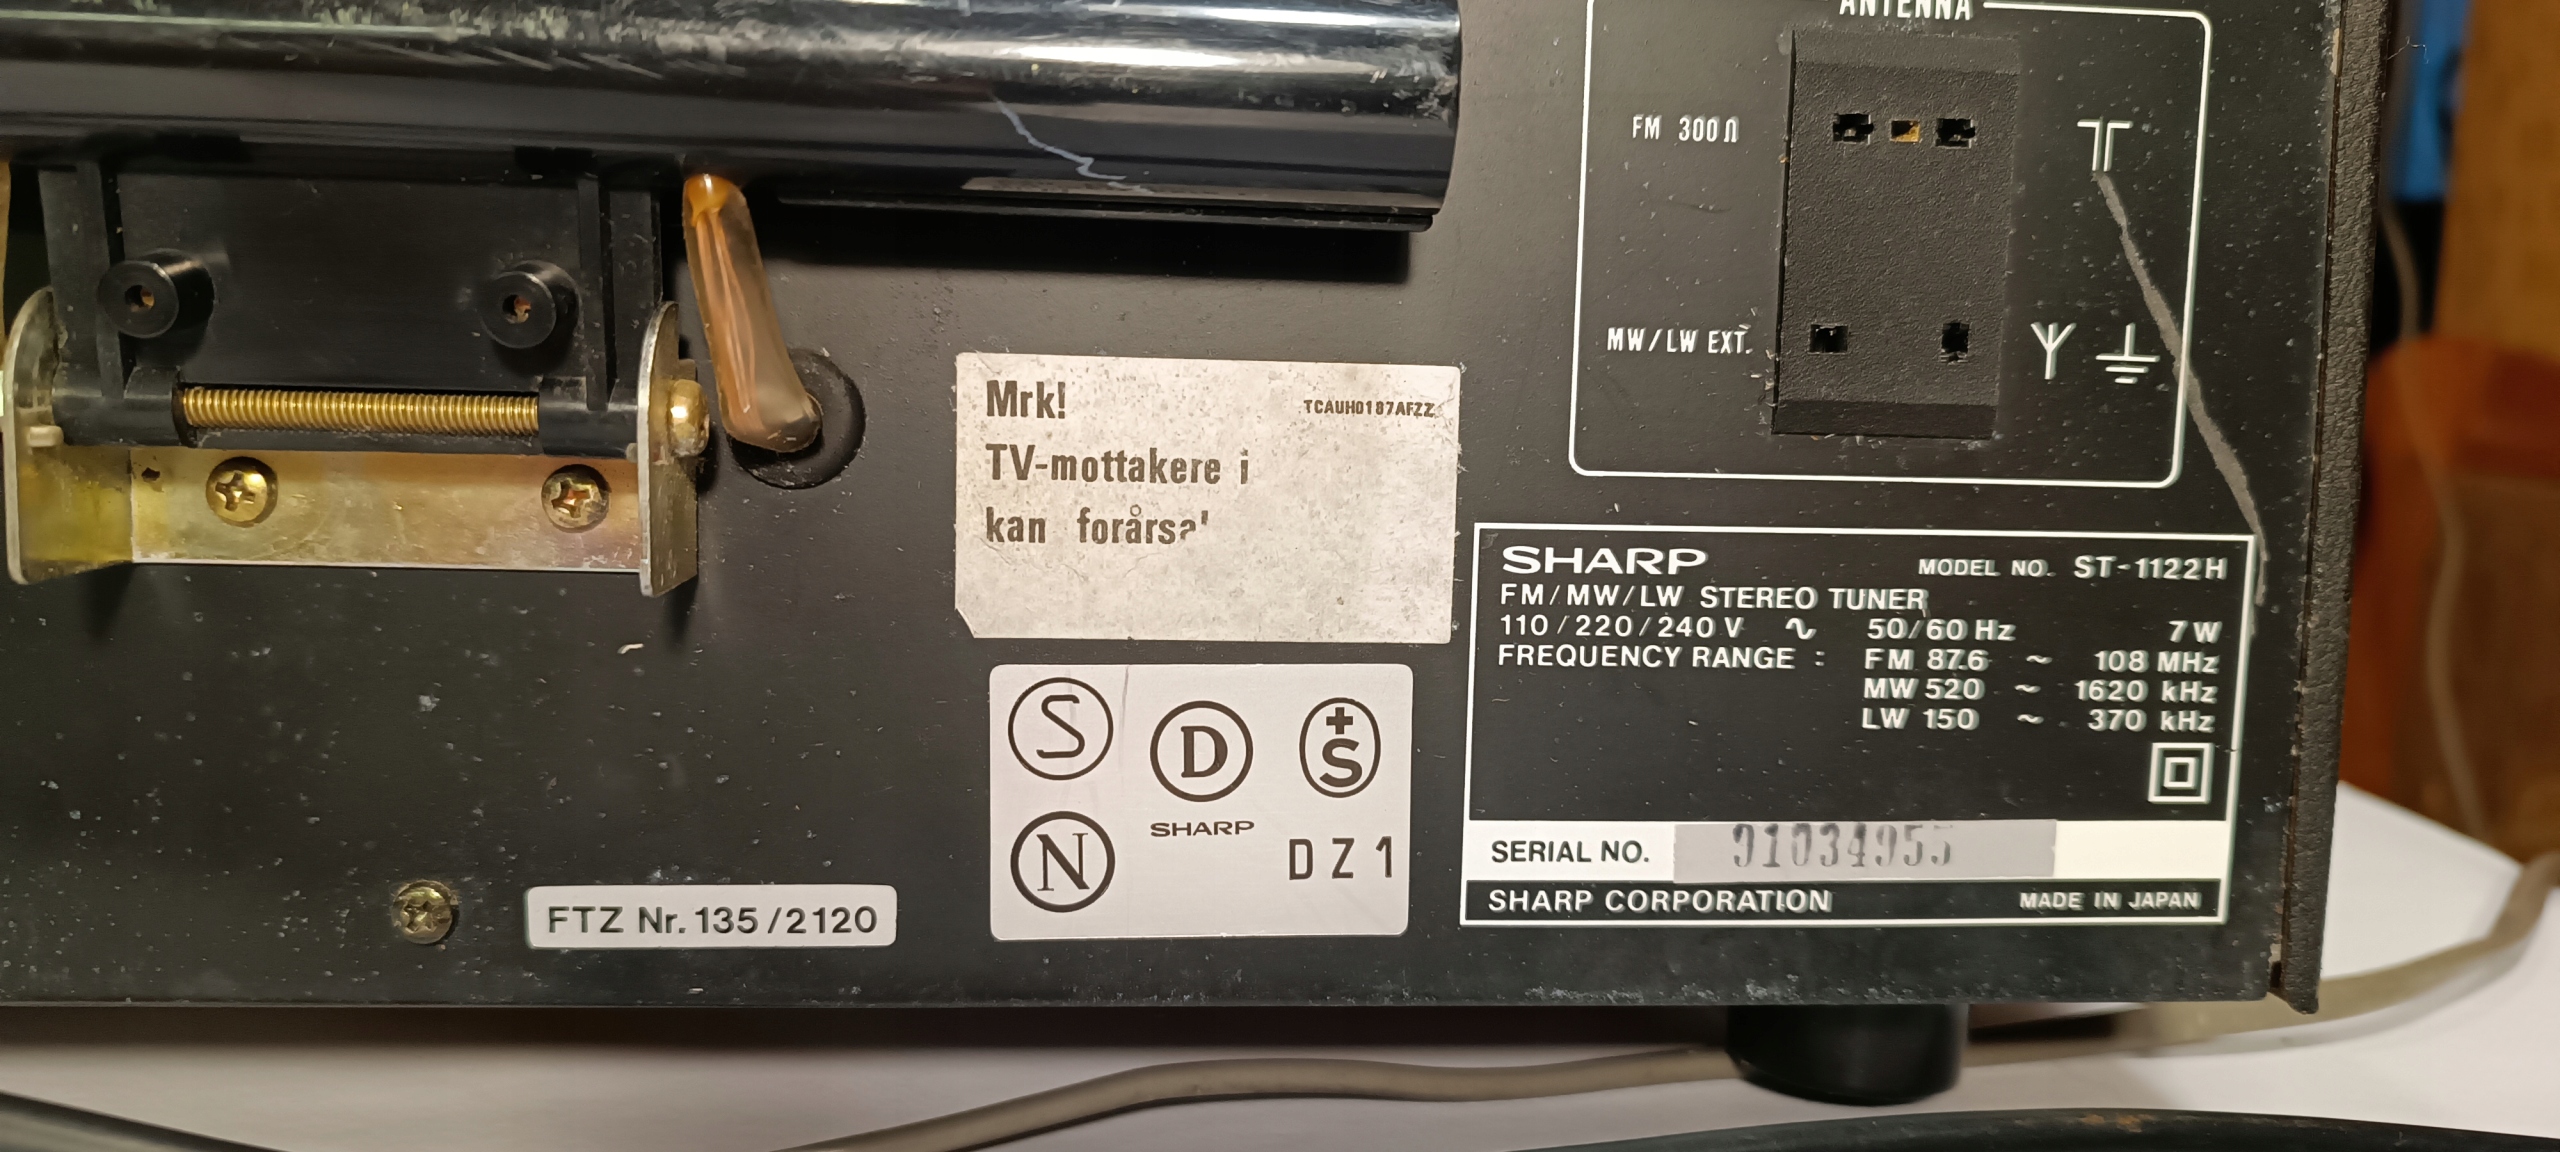 ANTENNA
FM 300Ω
MW/LW EXT.
Mrk!
TCAUH0187AFZZ
TV-mottakere i
kan forårsa
SHARP
MODEL NO. ST-1122H
FM/MW/LW STEREO TUNER
110/220/240 V ∿ 50/60 Hz 7 W
FREQUENCY RANGE : FM 87.6 ~ 108 MHz
MW 520 ~ 1620 kHz
LW 150 ~ 370 kHz
SERIAL NO. 91034955
SHARP CORPORATION MADE IN JAPAN
S
D
+S
N
SHARP
DZ1
FTZ Nr. 135/2120